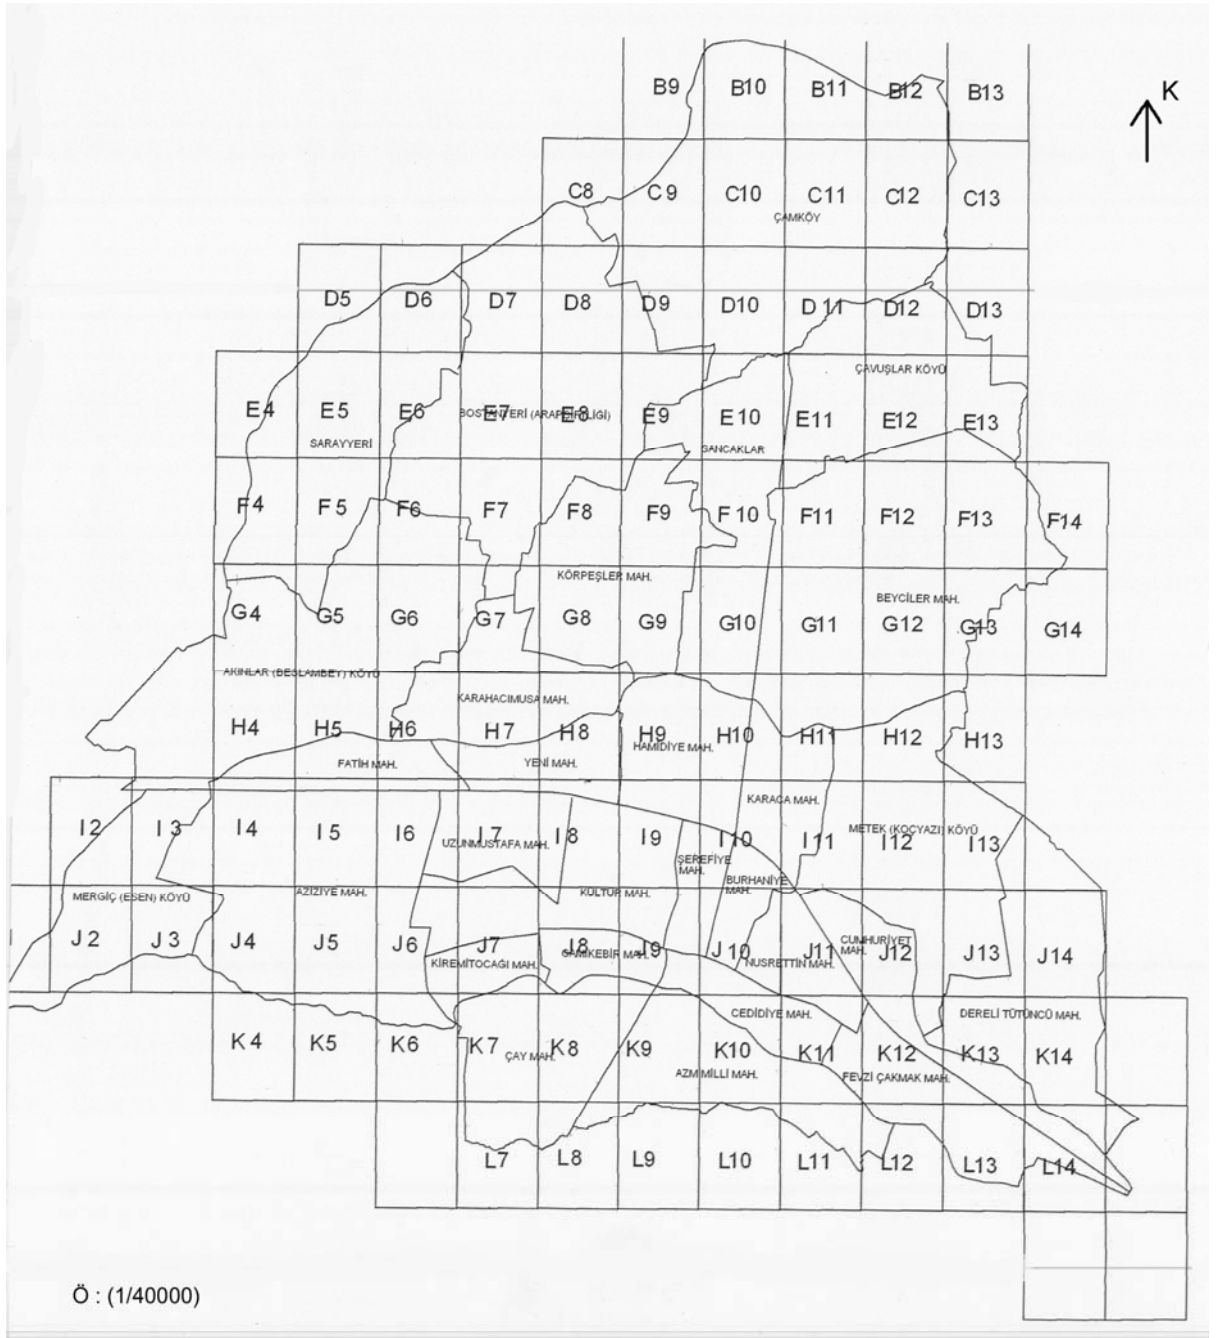 B9 B10 B11 B12 B13
K
C8 C9 C10 C11 C12 C13
ÇAMKÖY
D5 D6 D7 D8 D9 D10 D11 D12 D13
ÇAVUŞLAR KÖYÜ
E4 E5 E6 E7 E8 E9 E10 E11 E12 E13
BOSTANYERİ
SARAYYERİ
SANCAKLAR
F4 F5 F6 F7 F8 F9 F10 F11 F12 F13 F14
KÖRPEŞLER MAH.
BEYCİLER MAH.
G4 G5 G6 G7 G8 G9 G10 G11 G12 G13 G14
AKINLAR (BESLAMBEY) KÖYÜ
KARAHACIMUSA MAH.
H4 H5 H6 H7 H8 H9 H10 H11 H12 H13
HAMİDİYE MAH.
FATİH MAH.
YENİ MAH.
KARACA MAH.
I2 I3 I4 I5 I6 I7 I8 I9 I10 I11 I12 I13
METEK (KOÇYAZI) KÖYÜ
UZUNMUSTAFA MAH.
ŞEREFİYE
MAH.
BURHANİYE
MAH.
MERGİÇ (ESEN) KÖYÜ
AZİZİYE MAH.
KÜLTÜR MAH.
J2 J3 J4 J5 J6 J7 J8 J9 J10 J11 J12 J13 J14
CUMHURİYET
MAH.
CAMİKEBİR MAH.
KİREMİTOCAĞI MAH.
NUSRETTİN MAH.
CEDİDİYE MAH.
DERELİ TÜTÜNCÜ MAH.
K4 K5 K6 K7 K8 K9 K10 K11 K12 K13 K14
ÇAY MAH.
AZMİMİLLİ MAH.
FEVZİ ÇAKMAK MAH.
L7 L8 L9 L10 L11 L12 L13 L14
Ö : (1/40000)